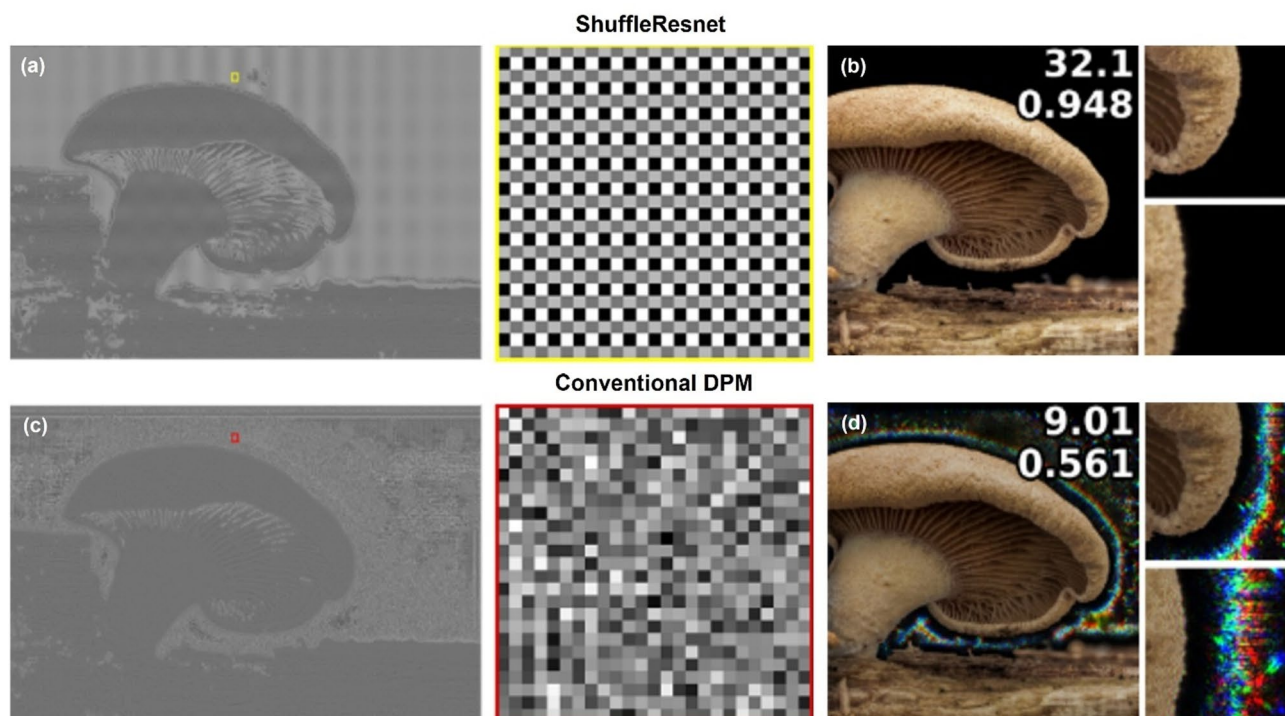 ShuffleResnet
(a)
(b)
32.1
0.948
Conventional DPM
(c)
(d)
9.01
0.561